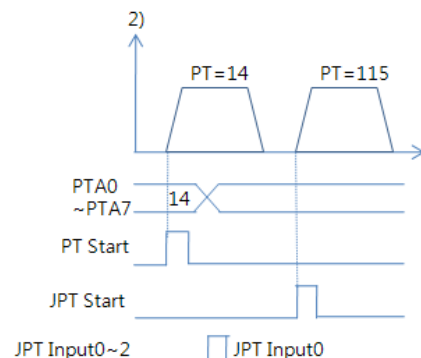 2)
PT=14 PT=115
PTA0
~PTA7
14
PT Start
JPT Start
JPT Input0~2 JPT Input0